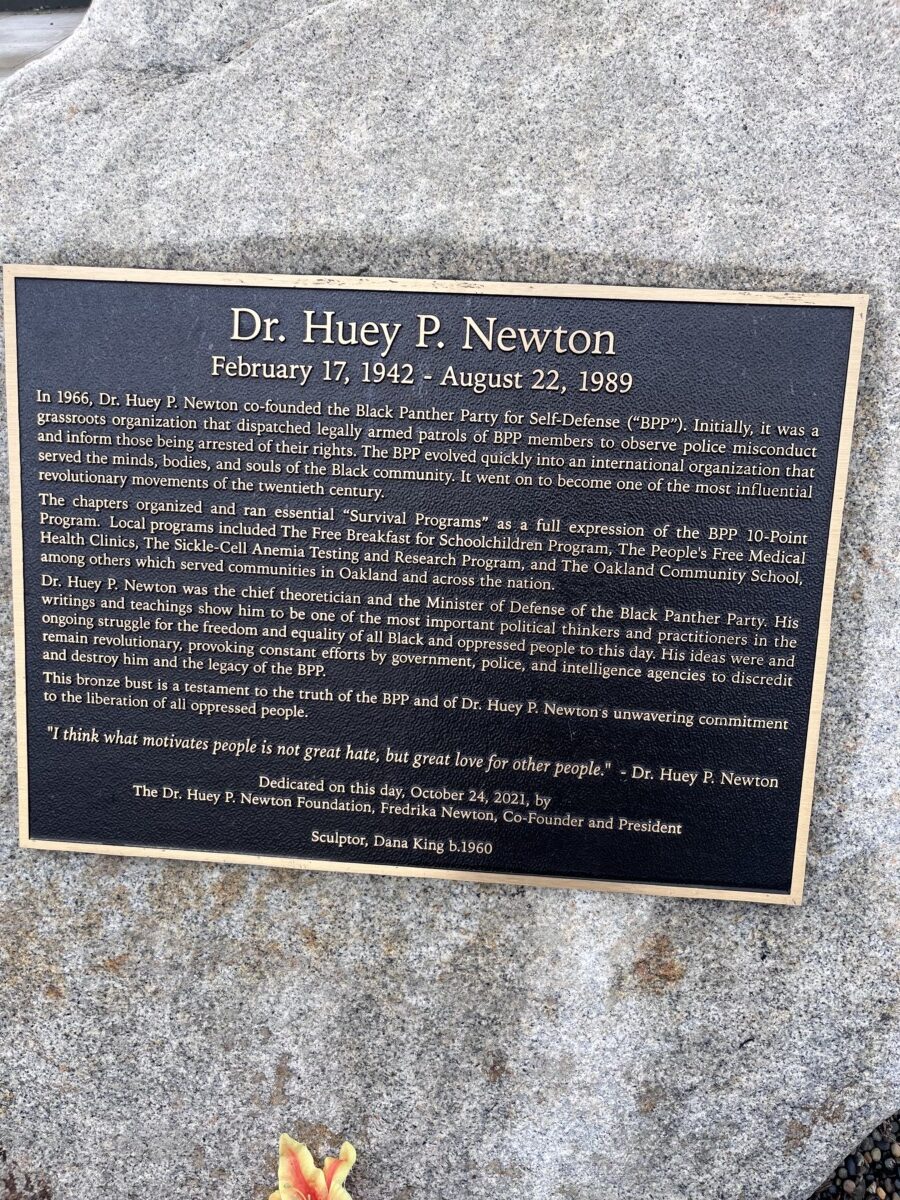 Dr. Huey P. Newton
February 17, 1942 - August 22, 1989
In 1966, Dr. Huey P. Newton co-founded the Black Panther Party for Self-Defense (“BPP”). Initially, it was a
grassroots organization that dispatched legally armed patrols of BPP members to observe police misconduct
and inform those being arrested of their rights. The BPP evolved quickly into an international organization that
served the minds, bodies, and souls of the Black community. It went on to become one of the most influential
revolutionary movements of the twentieth century.
The chapters organized and ran essential “Survival Programs” as a full expression of the BPP 10-Point
Program. Local programs included The Free Breakfast for Schoolchildren Program, The People's Free Medical
Health Clinics, The Sickle-Cell Anemia Testing and Research Program, and The Oakland Community School,
among others which served communities in Oakland and across the nation.
Dr. Huey P. Newton was the chief theoretician and the Minister of Defense of the Black Panther Party. His
writings and teachings show him to be one of the most important political thinkers and practitioners in the
ongoing struggle for the freedom and equality of all Black and oppressed people to this day. His ideas were and
remain revolutionary, provoking constant efforts by government, police, and intelligence agencies to discredit
and destroy him and the legacy of the BPP.
This bronze bust is a testament to the truth of the BPP and of Dr. Huey P. Newton's unwavering commitment
to the liberation of all oppressed people.
"I think what motivates people is not great hate, but great love for other people." - Dr. Huey P. Newton
Dedicated on this day, October 24, 2021, by
The Dr. Huey P. Newton Foundation, Fredrika Newton, Co-Founder and President
Sculptor, Dana King b.1960